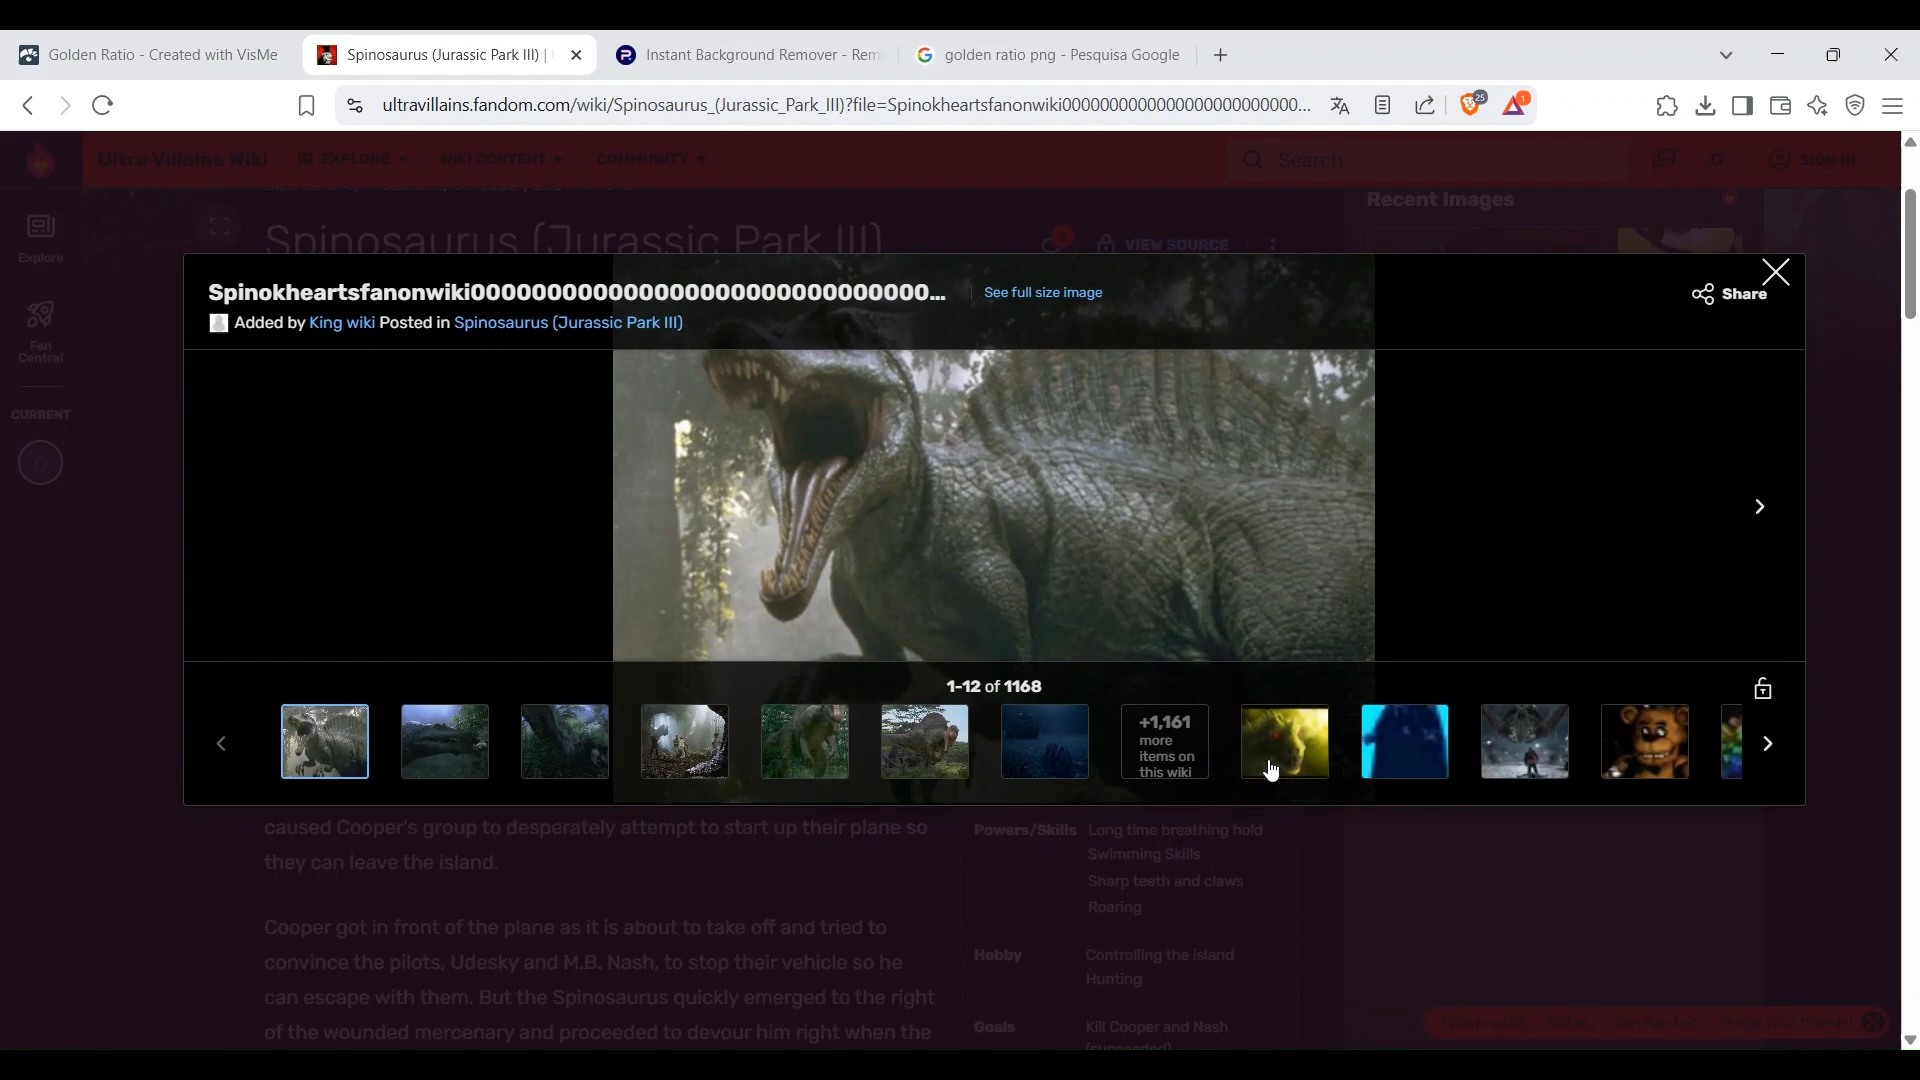 Golden Ratio - Created with VisMe
Spinosaurus (Jurassic Park III) |
Instant Background Remover - Rem
golden ratio png - Pesquisa Google
ultravillains.fandom.com/wiki/Spinosaurus_(Jurassic_Park_III)?file=Spinokheartsfanonwiki0000000000000000000000000...
25
1
Ultra Villains Wiki
EXPLORE
WIKI CONTENT
COMMUNITY
Search
SIGN IN
Explore
Fan
Central
CURRENT
Spinosaurus (Jurassic Park III)
VIEW SOURCE
Recent Images
Spinokheartsfanonwiki000000000000000000000000000000...
See full size image
Share
Added by King wiki Posted in Spinosaurus (Jurassic Park III)
1-12 of 1168
+1,161
more
items on
this wiki
caused Cooper's group to desperately attempt to start up their plane so
they can leave the island.
Cooper got in front of the plane as it is about to take off and tried to
convince the pilots, Udesky and M.B. Nash, to stop their vehicle so he
can escape with them. But the Spinosaurus quickly emerged to the right
of the wounded mercenary and proceeded to devour him right when the
Powers/Skills
Long time breathing hold
Swimming Skills
Sharp teeth and claws
Roaring
Hobby
Controlling the island
Hunting
Goals
Kill Cooper and Nash
(succeeded)